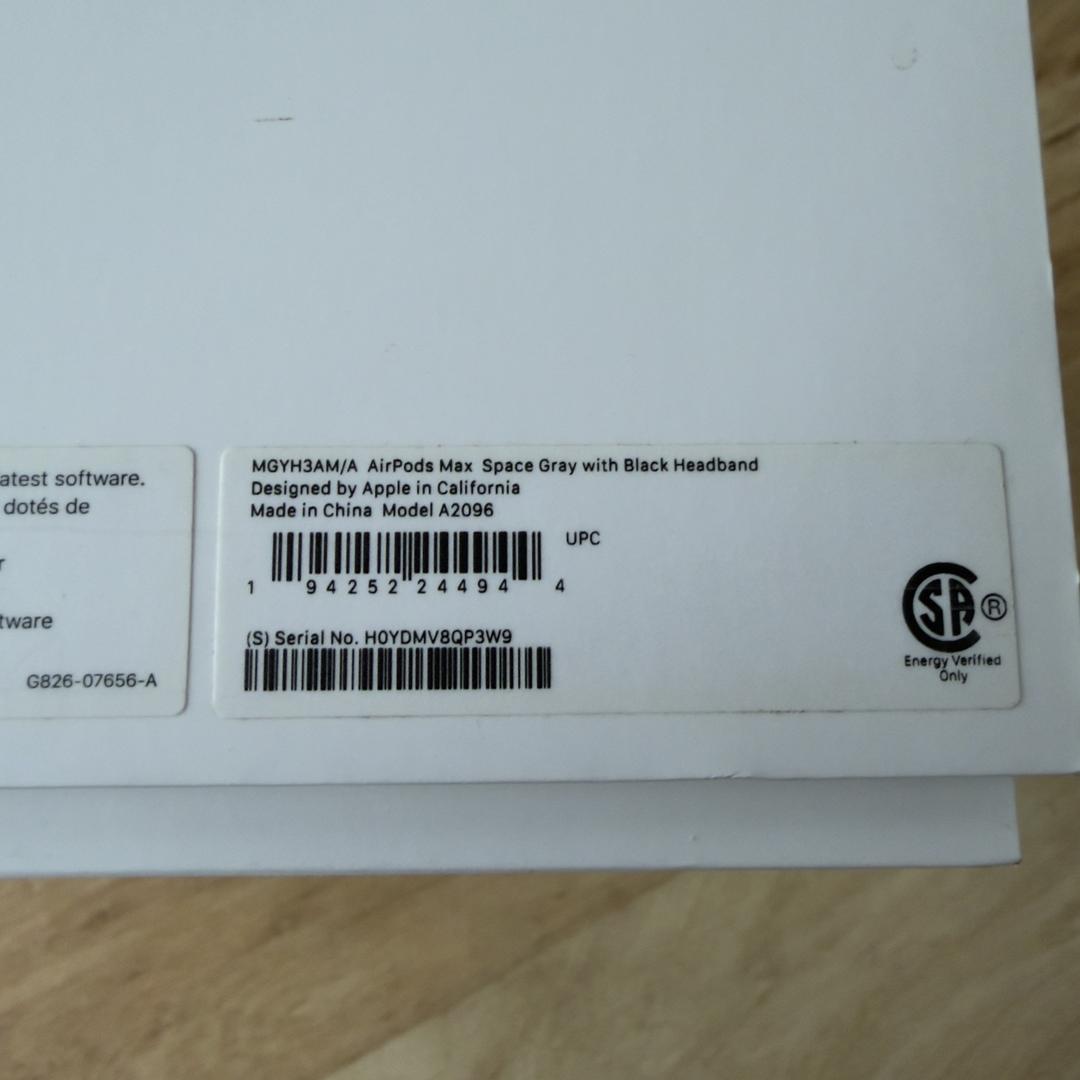 atest software.
dotés de
r
tware
G826-07656-A
MGYH3AM/A AirPods Max Space Gray with Black Headband
Designed by Apple in California
Made in China Model A2096
UPC
1 94252 24494 4
(S) Serial No. H0YDMV8QP3W9
SA ®
Energy Verified
Only